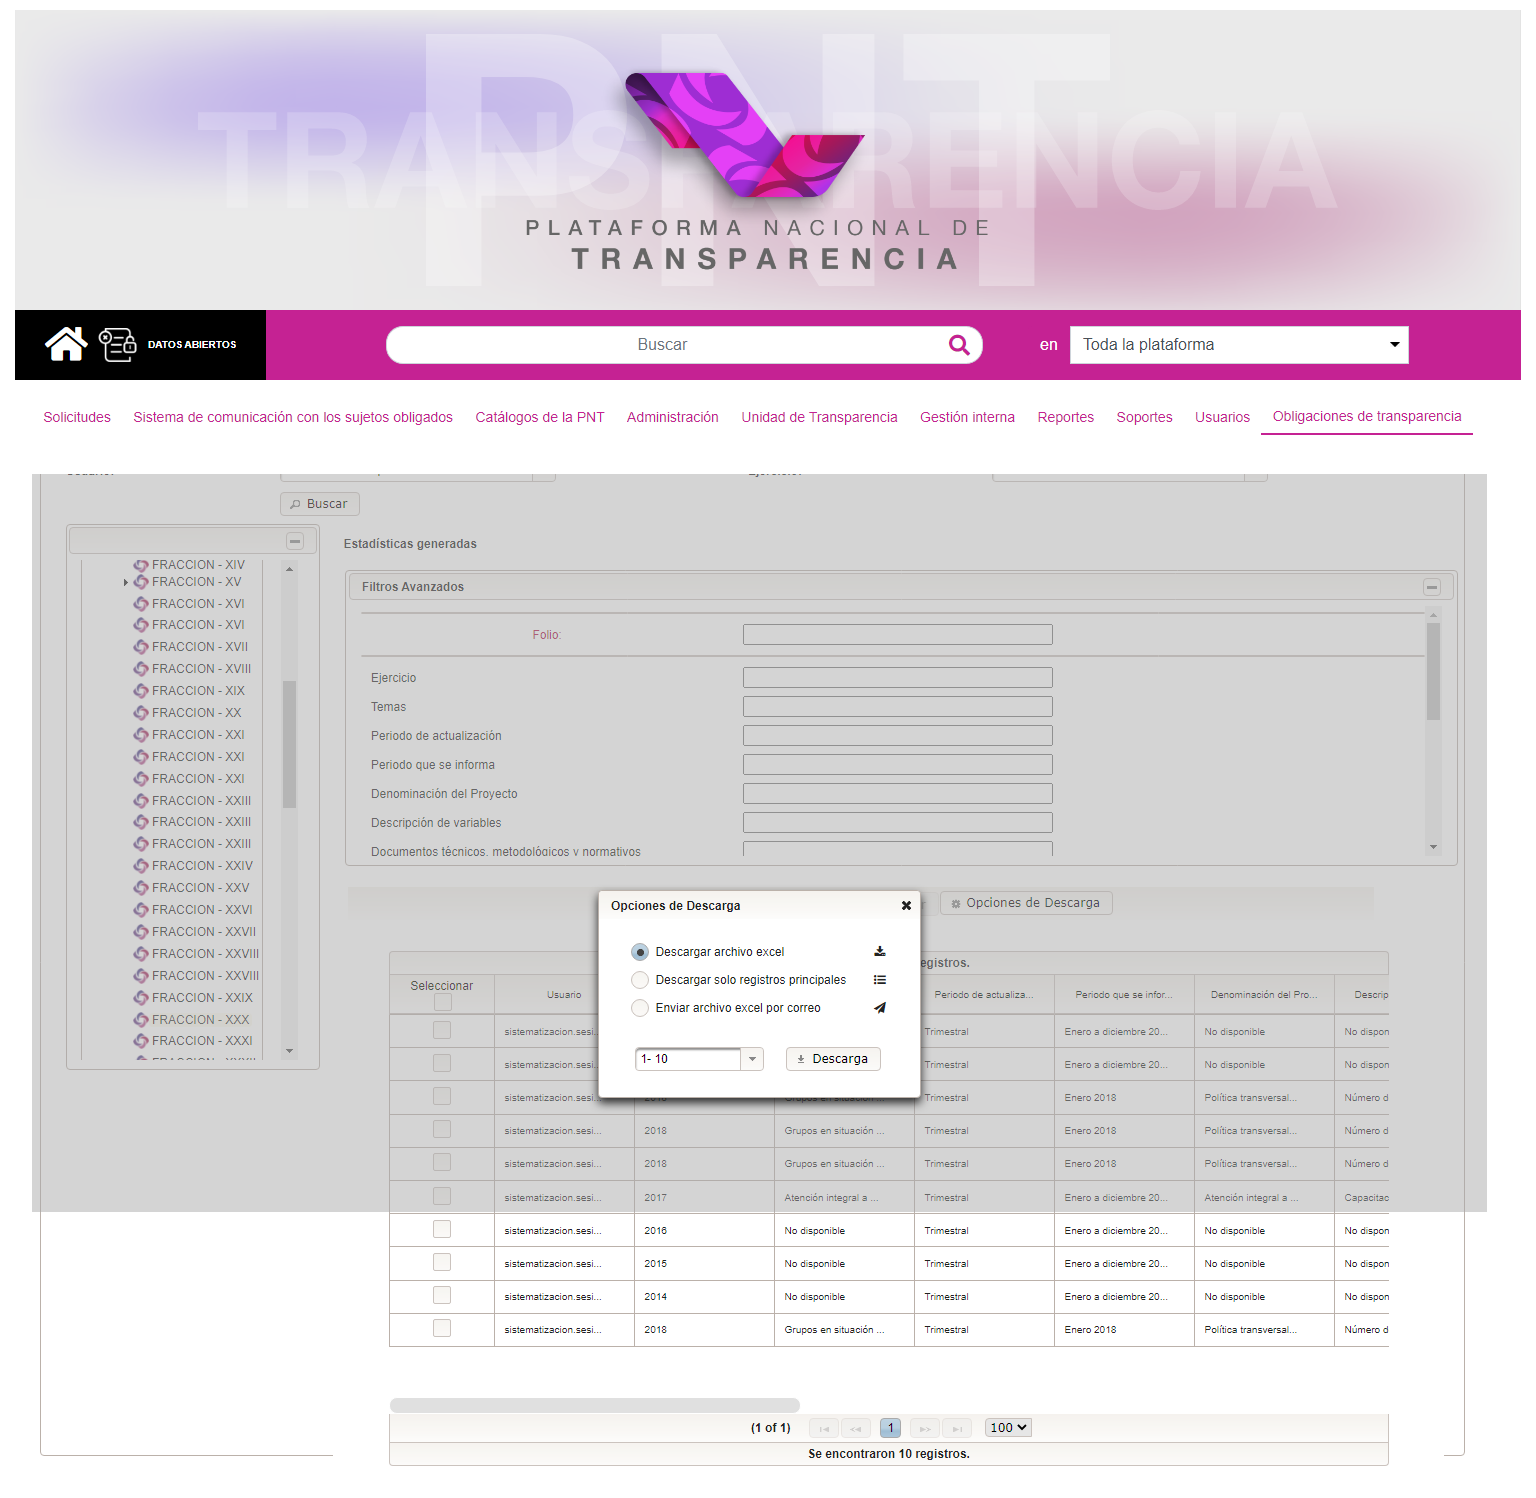 PNT
TRANSPARENCIA
PLATAFORMA NACIONAL DE
TRANSPARENCIA
DATOS ABIERTOS
Buscar
en
Toda la plataforma
Solicitudes
Sistema de comunicación con los sujetos obligados
Catálogos de la PNT
Administración
Unidad de Transparencia
Gestión interna
Reportes
Soportes
Usuarios
Obligaciones de transparencia
Buscar
FRACCION - XIV
FRACCION - XV
FRACCION - XVI
FRACCION - XVI
FRACCION - XVII
FRACCION - XVIII
FRACCION - XIX
FRACCION - XX
FRACCION - XXI
FRACCION - XXI
FRACCION - XXI
FRACCION - XXIII
FRACCION - XXIII
FRACCION - XXIII
FRACCION - XXIV
FRACCION - XXV
FRACCION - XXVI
FRACCION - XXVII
FRACCION - XXVIII
FRACCION - XXVIII
FRACCION - XXIX
FRACCION - XXX
FRACCION - XXXI
Estadísticas generadas
Filtros Avanzados
Folio:
Ejercicio
Temas
Periodo de actualización
Periodo que se informa
Denominación del Proyecto
Descripción de variables
Documentos técnicos, metodológicos y normativos
Opciones de Descarga
Opciones de Descarga
Descargar archivo excel
Descargar solo registros principales
Enviar archivo excel por correo
1- 10
Descarga
egistros.
Seleccionar Usuario Periodo de actualiza... Periodo que se infor... Denominación del Pro... Descrip
sistematizacion.sesi Trimestral Enero a diciembre 20... No disponible No dispon
sistematizacion.sesi Trimestral Enero a diciembre 20... No disponible No dispon
sistematizacion.sesi 2018 Grupos en situación ... Trimestral Enero 2018 Política transversal... Número d
sistematizacion.sesi... 2018 Grupos en situación ... Trimestral Enero 2018 Política transversal... Número d
sistematizacion.sesi... 2018 Grupos en situación ... Trimestral Enero 2018 Política transversal... Número d
sistematizacion.sesi... 2017 Atención integral a ... Trimestral Enero a diciembre 20... Atención integral a ... Capacitac
sistematizacion.sesi... 2016 No disponible Trimestral Enero a diciembre 20... No disponible No dispon
sistematizacion.sesi... 2015 No disponible Trimestral Enero a diciembre 20... No disponible No dispon
sistematizacion.sesi... 2014 No disponible Trimestral Enero a diciembre 20... No disponible No dispon
sistematizacion.sesi... 2018 Grupos en situación ... Trimestral Enero 2018 Política transversal... Número d
(1 of 1) 1 100
Se encontraron 10 registros.